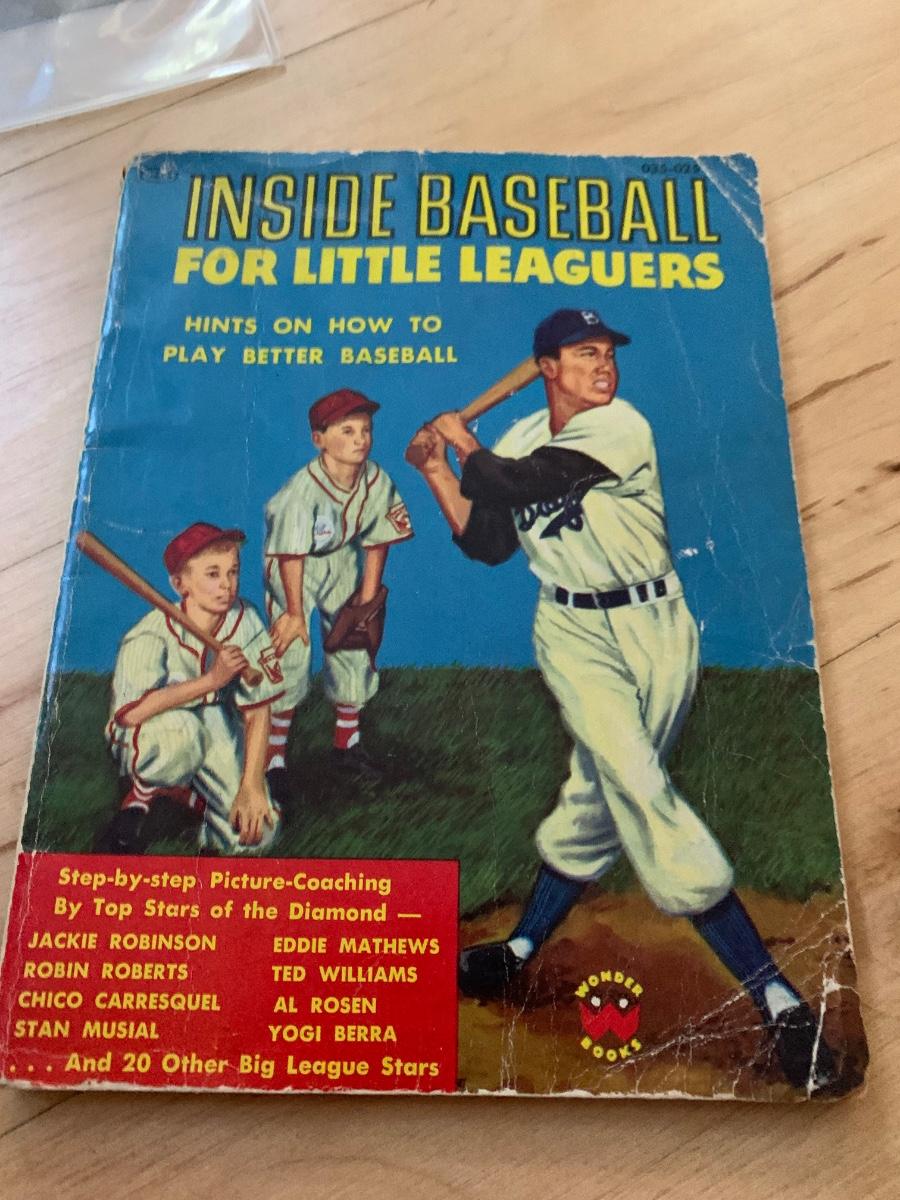 INSIDE BASEBALL
FOR LITTLE LEAGUERS
HINTS ON HOW TO
PLAY BETTER BASEBALL
B
Step-by-step Picture-Coaching
By Top Stars of the Diamond —
JACKIE ROBINSON EDDIE MATHEWS
ROBIN ROBERTS TED WILLIAMS
CHICO CARRESQUEL AL ROSEN
STAN MUSIAL YOGI BERRA
. . . And 20 Other Big League Stars
WONDER
BOOKS